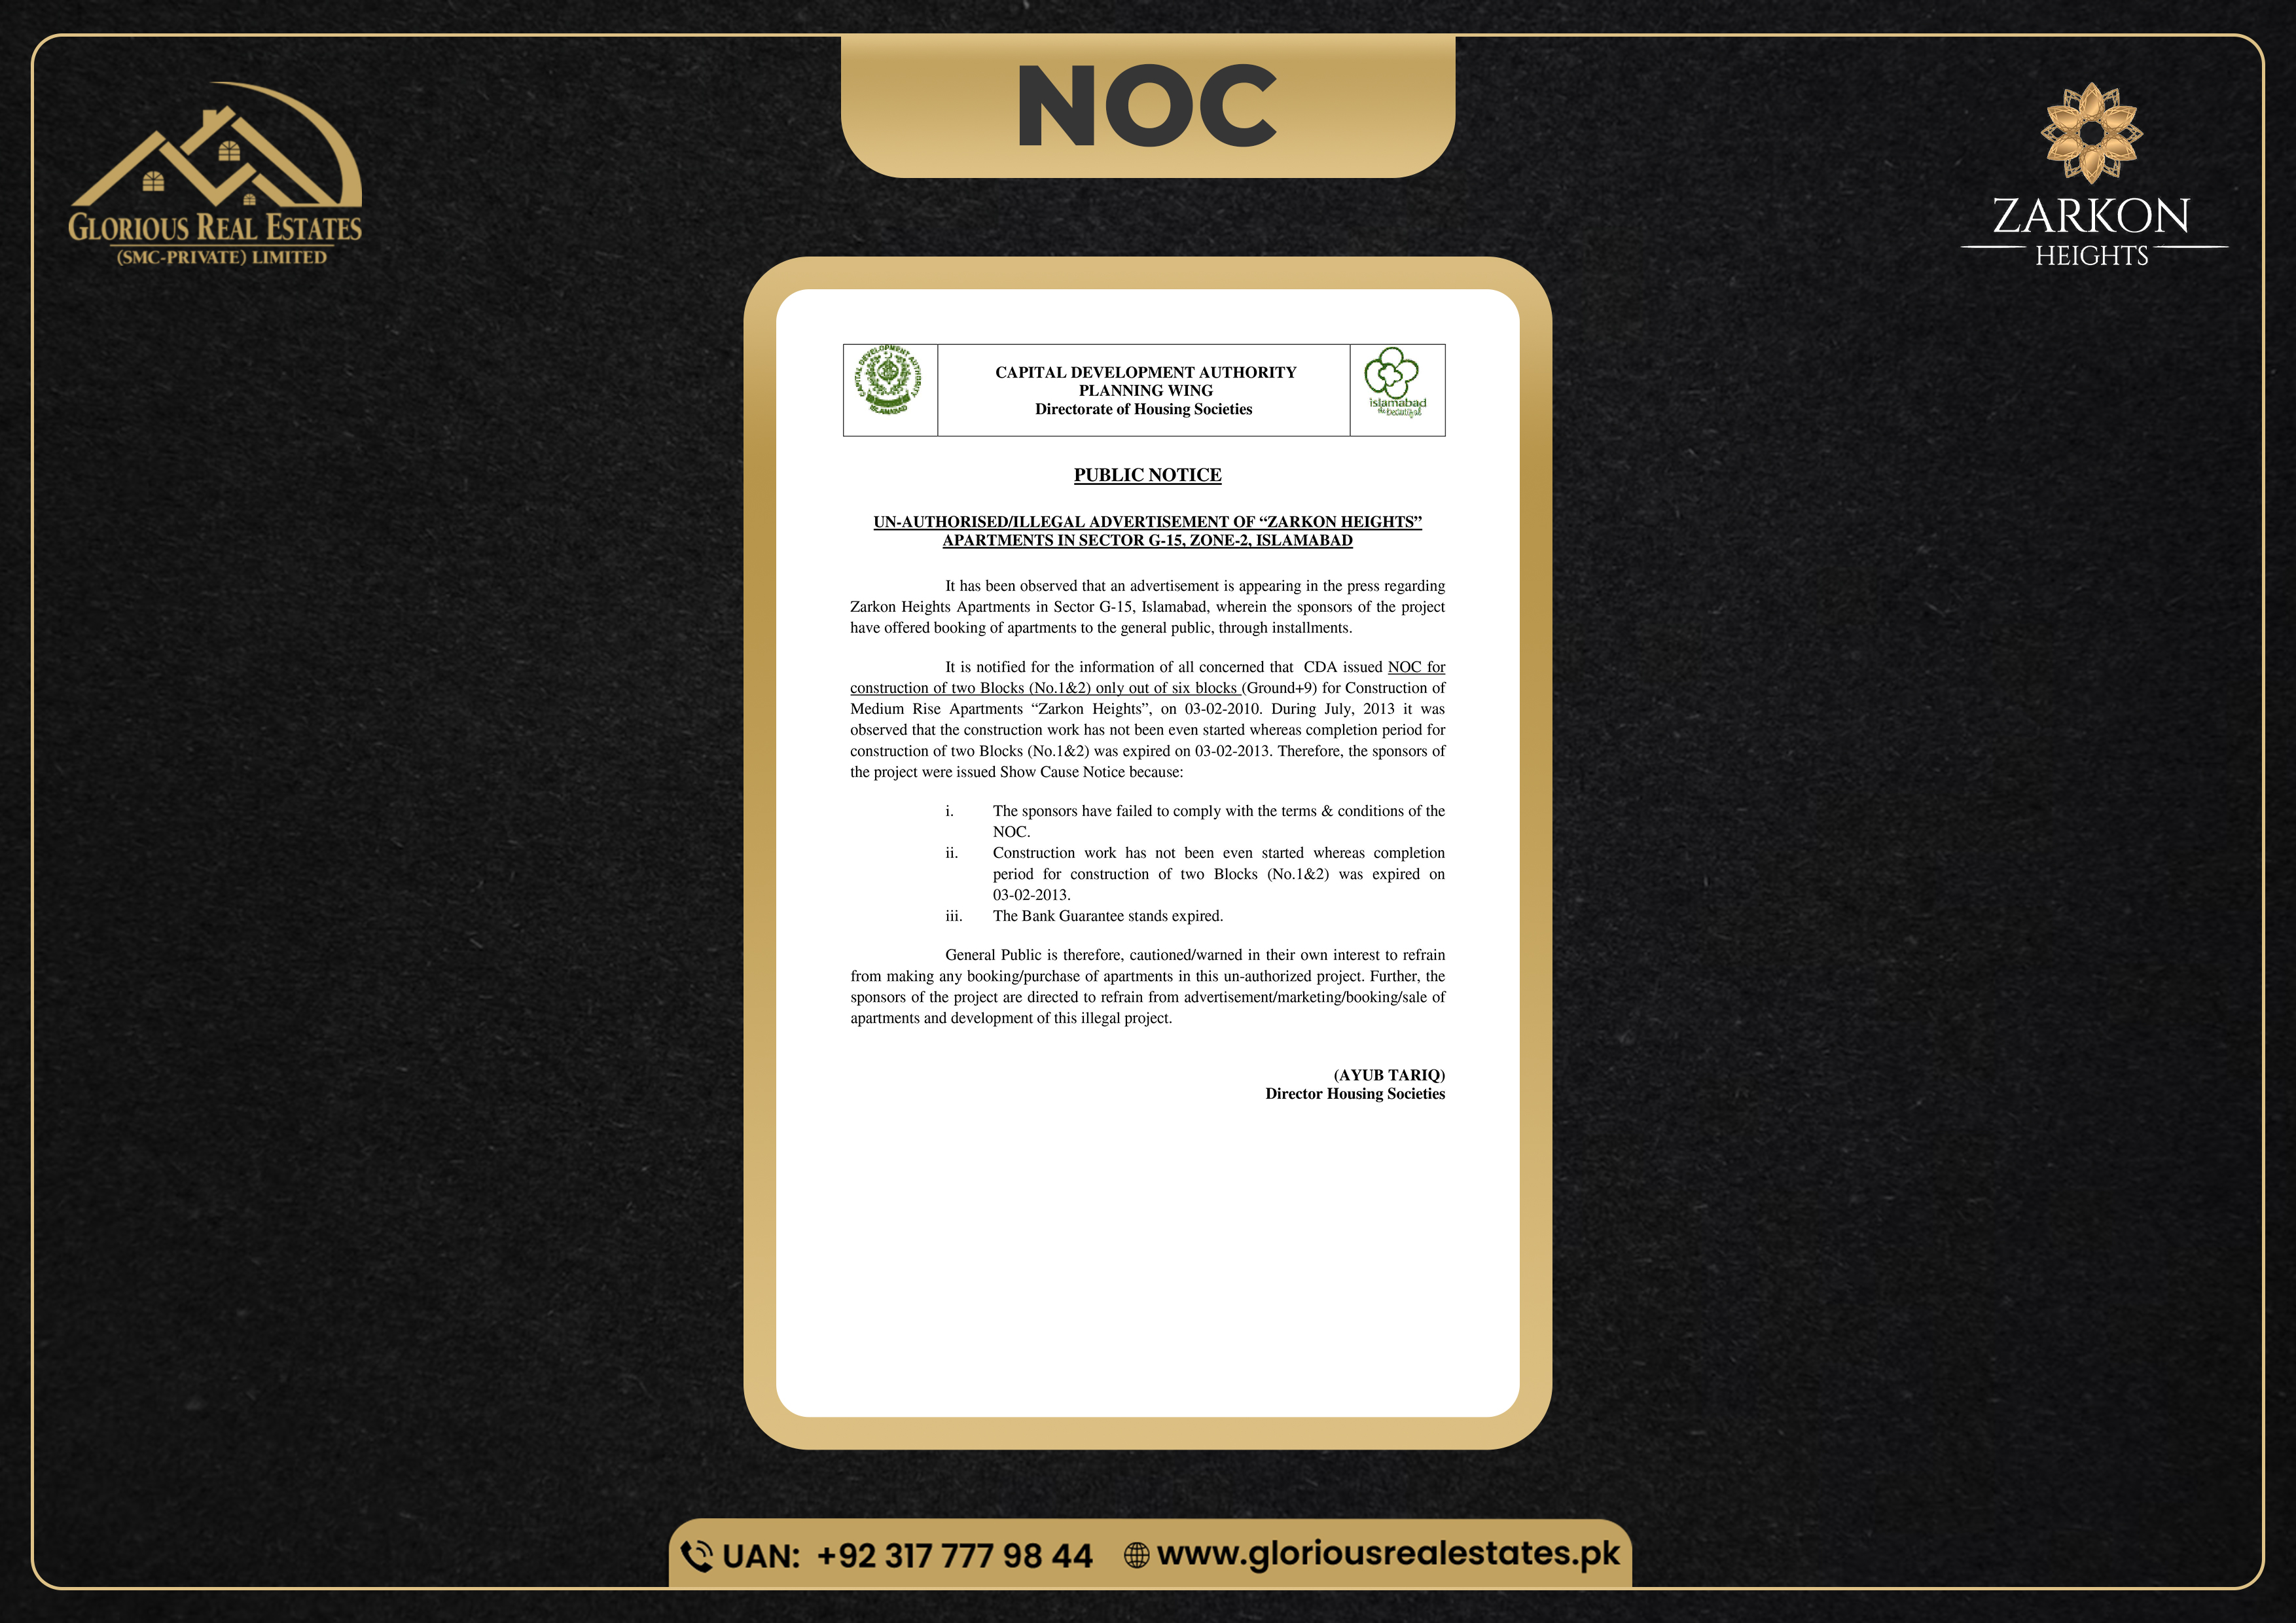 NOC
GLORIOUS REAL ESTATES
(SMC-PRIVATE) LIMITED
ZARKON
HEIGHTS
CAPITAL DEVELOPMENT AUTHORITY
ISLAMABAD
CAPITAL DEVELOPMENT AUTHORITY
PLANNING WING
Directorate of Housing Societies
islamabad
the beautiful
PUBLIC NOTICE
UN-AUTHORISED/ILLEGAL ADVERTISEMENT OF “ZARKON HEIGHTS”
APARTMENTS IN SECTOR G-15, ZONE-2, ISLAMABAD
It has been observed that an advertisement is appearing in the press regarding
Zarkon Heights Apartments in Sector G-15, Islamabad, wherein the sponsors of the project
have offered booking of apartments to the general public, through installments.
It is notified for the information of all concerned that CDA issued NOC for
construction of two Blocks (No.1&2) only out of six blocks (Ground+9) for Construction of
Medium Rise Apartments “Zarkon Heights”, on 03-02-2010. During July, 2013 it was
observed that the construction work has not been even started whereas completion period for
construction of two Blocks (No.1&2) was expired on 03-02-2013. Therefore, the sponsors of
the project were issued Show Cause Notice because:
i. The sponsors have failed to comply with the terms & conditions of the
NOC.
ii. Construction work has not been even started whereas completion
period for construction of two Blocks (No.1&2) was expired on
03-02-2013.
iii. The Bank Guarantee stands expired.
General Public is therefore, cautioned/warned in their own interest to refrain
from making any booking/purchase of apartments in this un-authorized project. Further, the
sponsors of the project are directed to refrain from advertisement/marketing/booking/sale of
apartments and development of this illegal project.
(AYUB TARIQ)
Director Housing Societies
UAN: +92 317 777 98 44 www.gloriousrealestates.pk